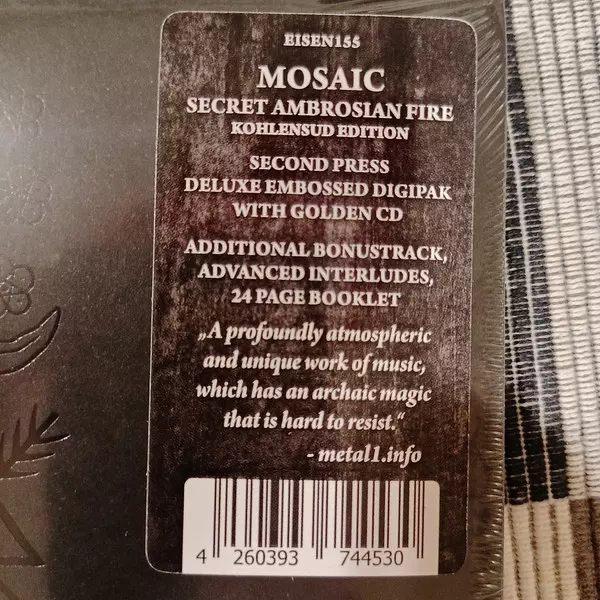 EISEN155
MOSAIC
SECRET AMBROSIAN FIRE
KOHLENSUD EDITION
SECOND PRESS
DELUXE EMBOSSED DIGIPAK
WITH GOLDEN CD
ADDITIONAL BONUSTRACK,
ADVANCED INTERLUDES,
24 PAGE BOOKLET
„A profoundly atmospheric
and unique work of music,
which has an archaic magic
that is hard to resist.“
- metal1.info
4 260393 744530